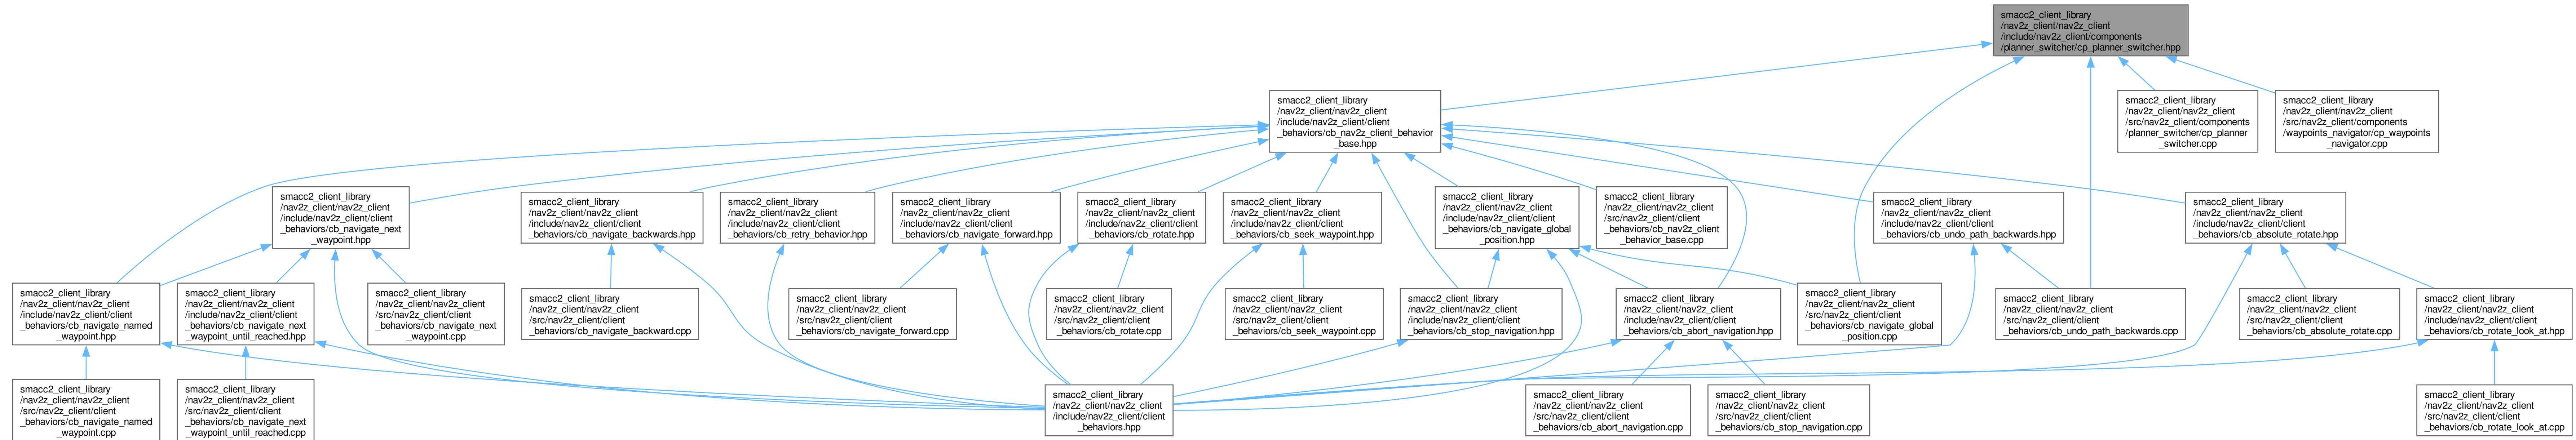 smacc2_client_library
/nav2z_client/nav2z_client
/include/nav2z_client/components
/planner_switcher/cp_planner_switcher.hpp
smacc2_client_library
/nav2z_client/nav2z_client
/include/nav2z_client/client
_behaviors/cb_nav2z_client_behavior
_base.hpp
smacc2_client_library
/nav2z_client/nav2z_client
/src/nav2z_client/components
/planner_switcher/cp_planner
_switcher.cpp
smacc2_client_library
/nav2z_client/nav2z_client
/src/nav2z_client/components
/waypoints_navigator/cp_waypoints
_navigator.cpp
smacc2_client_library
/nav2z_client/nav2z_client
/include/nav2z_client/client
_behaviors/cb_navigate_next
_waypoint.hpp
smacc2_client_library
/nav2z_client/nav2z_client
/include/nav2z_client/client
_behaviors/cb_navigate_backwards.hpp
smacc2_client_library
/nav2z_client/nav2z_client
/include/nav2z_client/client
_behaviors/cb_retry_behavior.hpp
smacc2_client_library
/nav2z_client/nav2z_client
/include/nav2z_client/client
_behaviors/cb_navigate_forward.hpp
smacc2_client_library
/nav2z_client/nav2z_client
/include/nav2z_client/client
_behaviors/cb_rotate.hpp
smacc2_client_library
/nav2z_client/nav2z_client
/include/nav2z_client/client
_behaviors/cb_seek_waypoint.hpp
smacc2_client_library
/nav2z_client/nav2z_client
/include/nav2z_client/client
_behaviors/cb_navigate_global
_position.hpp
smacc2_client_library
/nav2z_client/nav2z_client
/src/nav2z_client/client
_behaviors/cb_nav2z_client
_behavior_base.cpp
smacc2_client_library
/nav2z_client/nav2z_client
/include/nav2z_client/client
_behaviors/cb_undo_path_backwards.hpp
smacc2_client_library
/nav2z_client/nav2z_client
/include/nav2z_client/client
_behaviors/cb_absolute_rotate.hpp
smacc2_client_library
/nav2z_client/nav2z_client
/include/nav2z_client/client
_behaviors/cb_navigate_named
_waypoint.hpp
smacc2_client_library
/nav2z_client/nav2z_client
/include/nav2z_client/client
_behaviors/cb_navigate_next
_waypoint_until_reached.hpp
smacc2_client_library
/nav2z_client/nav2z_client
/src/nav2z_client/client
_behaviors/cb_navigate_next
_waypoint.cpp
smacc2_client_library
/nav2z_client/nav2z_client
/src/nav2z_client/client
_behaviors/cb_navigate_backward.cpp
smacc2_client_library
/nav2z_client/nav2z_client
/src/nav2z_client/client
_behaviors/cb_navigate_forward.cpp
smacc2_client_library
/nav2z_client/nav2z_client
/src/nav2z_client/client
_behaviors/cb_rotate.cpp
smacc2_client_library
/nav2z_client/nav2z_client
/src/nav2z_client/client
_behaviors/cb_seek_waypoint.cpp
smacc2_client_library
/nav2z_client/nav2z_client
/include/nav2z_client/client
_behaviors/cb_stop_navigation.hpp
smacc2_client_library
/nav2z_client/nav2z_client
/include/nav2z_client/client
_behaviors/cb_abort_navigation.hpp
smacc2_client_library
/nav2z_client/nav2z_client
/src/nav2z_client/client
_behaviors/cb_navigate_global
_position.cpp
smacc2_client_library
/nav2z_client/nav2z_client
/src/nav2z_client/client
_behaviors/cb_undo_path_backwards.cpp
smacc2_client_library
/nav2z_client/nav2z_client
/src/nav2z_client/client
_behaviors/cb_absolute_rotate.cpp
smacc2_client_library
/nav2z_client/nav2z_client
/include/nav2z_client/client
_behaviors/cb_rotate_look_at.hpp
smacc2_client_library
/nav2z_client/nav2z_client
/src/nav2z_client/client
_behaviors/cb_navigate_named
_waypoint.cpp
smacc2_client_library
/nav2z_client/nav2z_client
/src/nav2z_client/client
_behaviors/cb_navigate_next
_waypoint_until_reached.cpp
smacc2_client_library
/nav2z_client/nav2z_client
/include/nav2z_client/client
_behaviors.hpp
smacc2_client_library
/nav2z_client/nav2z_client
/src/nav2z_client/client
_behaviors/cb_abort_navigation.cpp
smacc2_client_library
/nav2z_client/nav2z_client
/src/nav2z_client/client
_behaviors/cb_stop_navigation.cpp
smacc2_client_library
/nav2z_client/nav2z_client
/src/nav2z_client/client
_behaviors/cb_rotate_look_at.cpp